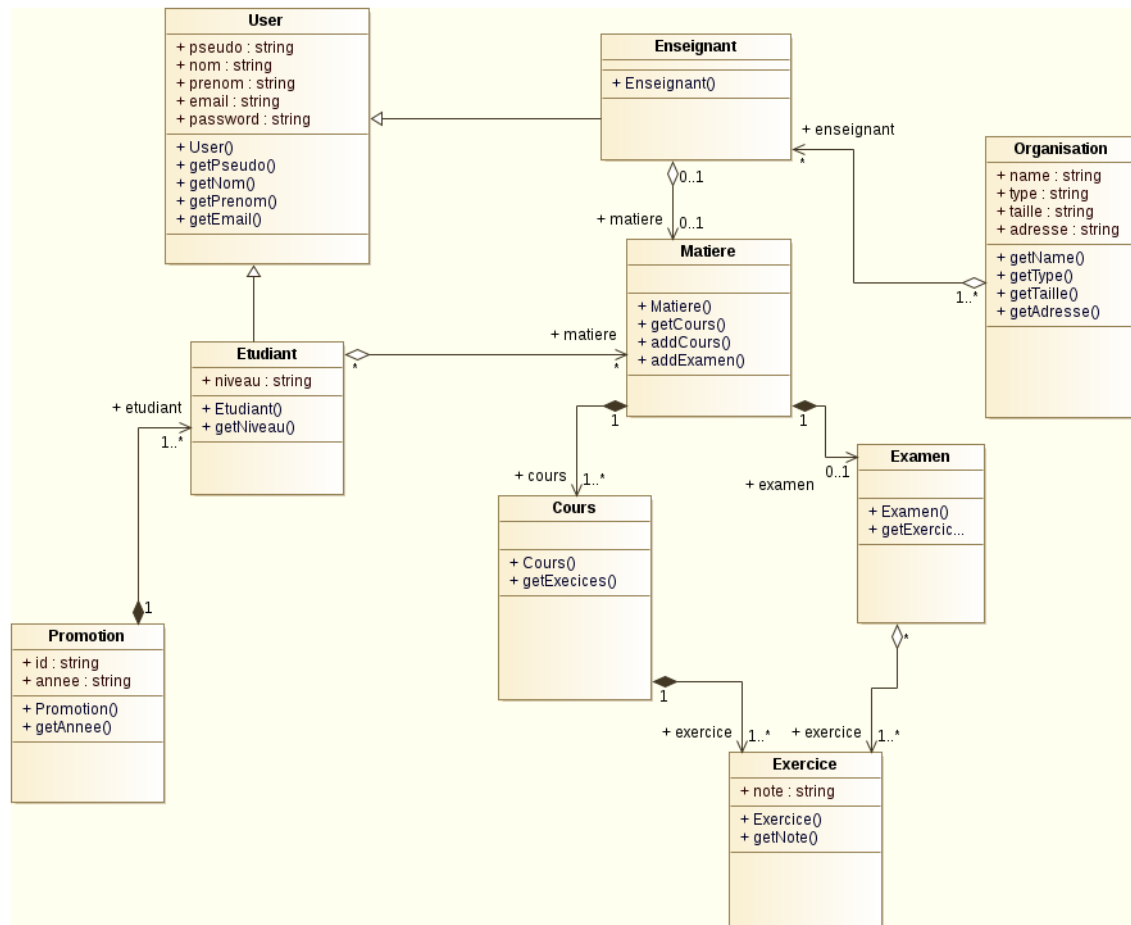 User
+ pseudo : string
+ nom : string
+ prenom : string
+ email : string
+ password : string
+ User()
+ getPseudo()
+ getNom()
+ getPrenom()
+ getEmail()
Enseignant
+ Enseignant()
+ enseignant
*
Organisation
+ name : string
+ type : string
+ taille : string
+ adresse : string
+ getName()
+ getType()
+ getTaille()
+ getAdresse()
1..*
0..1
+ matiere
0..1
Matiere
+ Matiere()
+ getCours()
+ addCours()
+ addExamen()
+ matiere
*
*
Etudiant
+ niveau : string
+ Etudiant()
+ getNiveau()
+ etudiant
1..*
1
1
+ cours
1..*
+ examen
0..1
Examen
+ Examen()
+ getExercic...
Cours
+ Cours()
+ getExecices()
1
Promotion
+ id : string
+ annee : string
+ Promotion()
+ getAnnee()
*
1
+ exercice
1..*
+ exercice
1..*
Exercice
+ note : string
+ Exercice()
+ getNote()